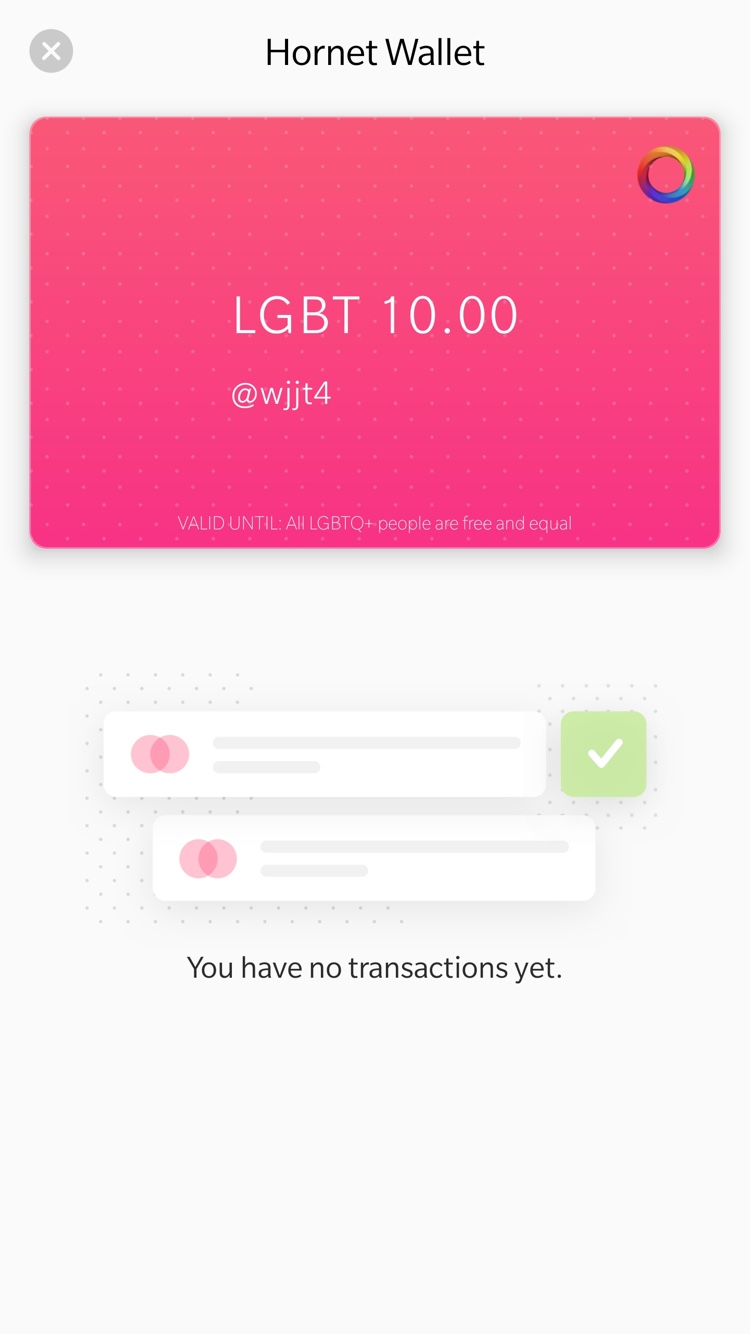 Hornet Wallet
LGBT 10.00
@wjjt4
VALID UNTIL: All LGBTQ+ people are free and equal
You have no transactions yet.